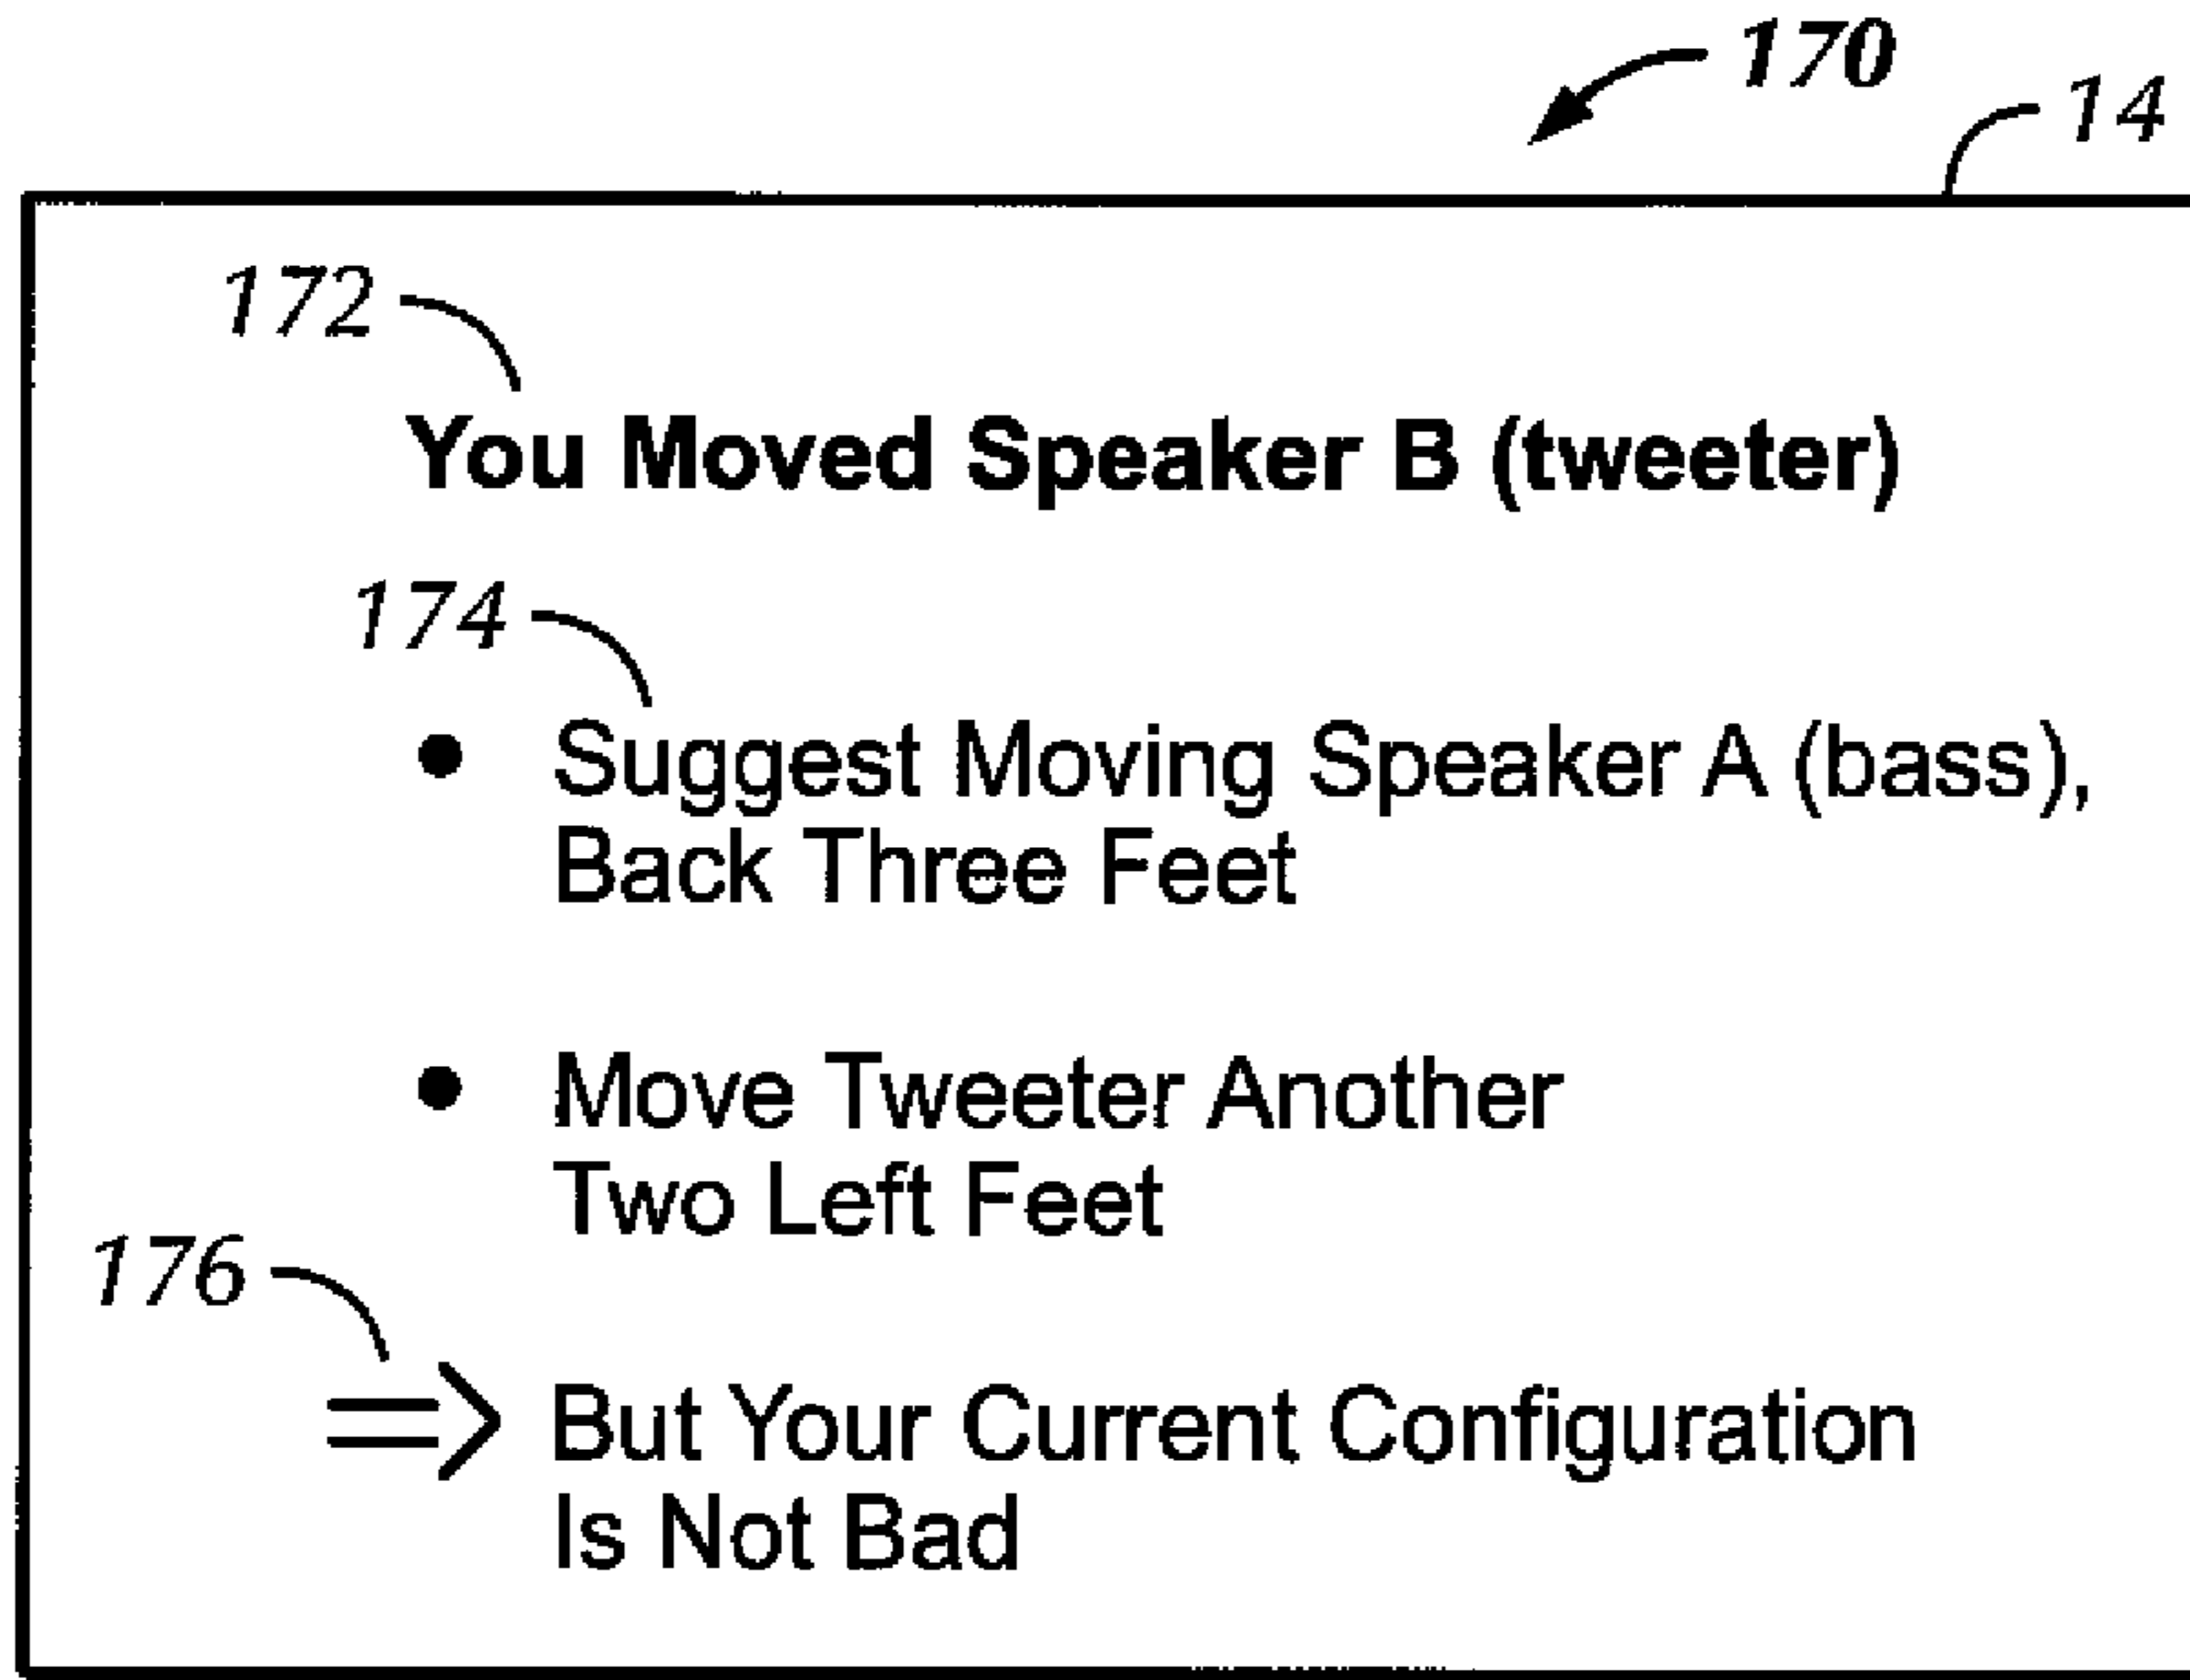 170
14
172
You Moved Speaker B (tweeter)
174
• Suggest Moving Speaker A (bass),
Back Three Feet
• Move Tweeter Another
Two Left Feet
176
⇒ But Your Current Configuration
Is Not Bad